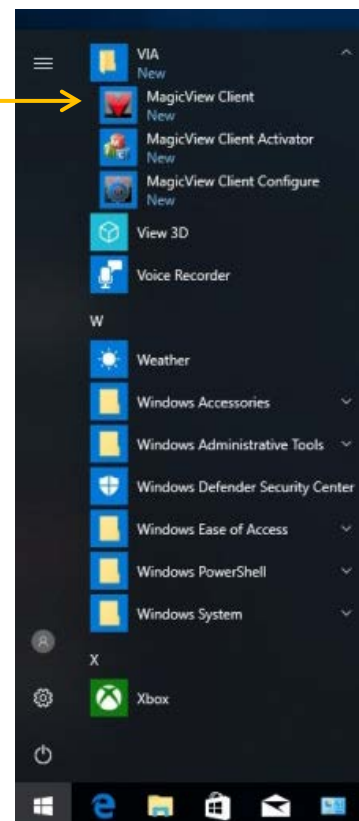 VIA
New
MagicView Client
New
MagicView Client Activator
New
MagicView Client Configure
New
View 3D
Voice Recorder
W
Weather
Windows Accessories
Windows Administrative Tools
Windows Defender Security Center
Windows Ease of Access
Windows PowerShell
Windows System
X
Xbox